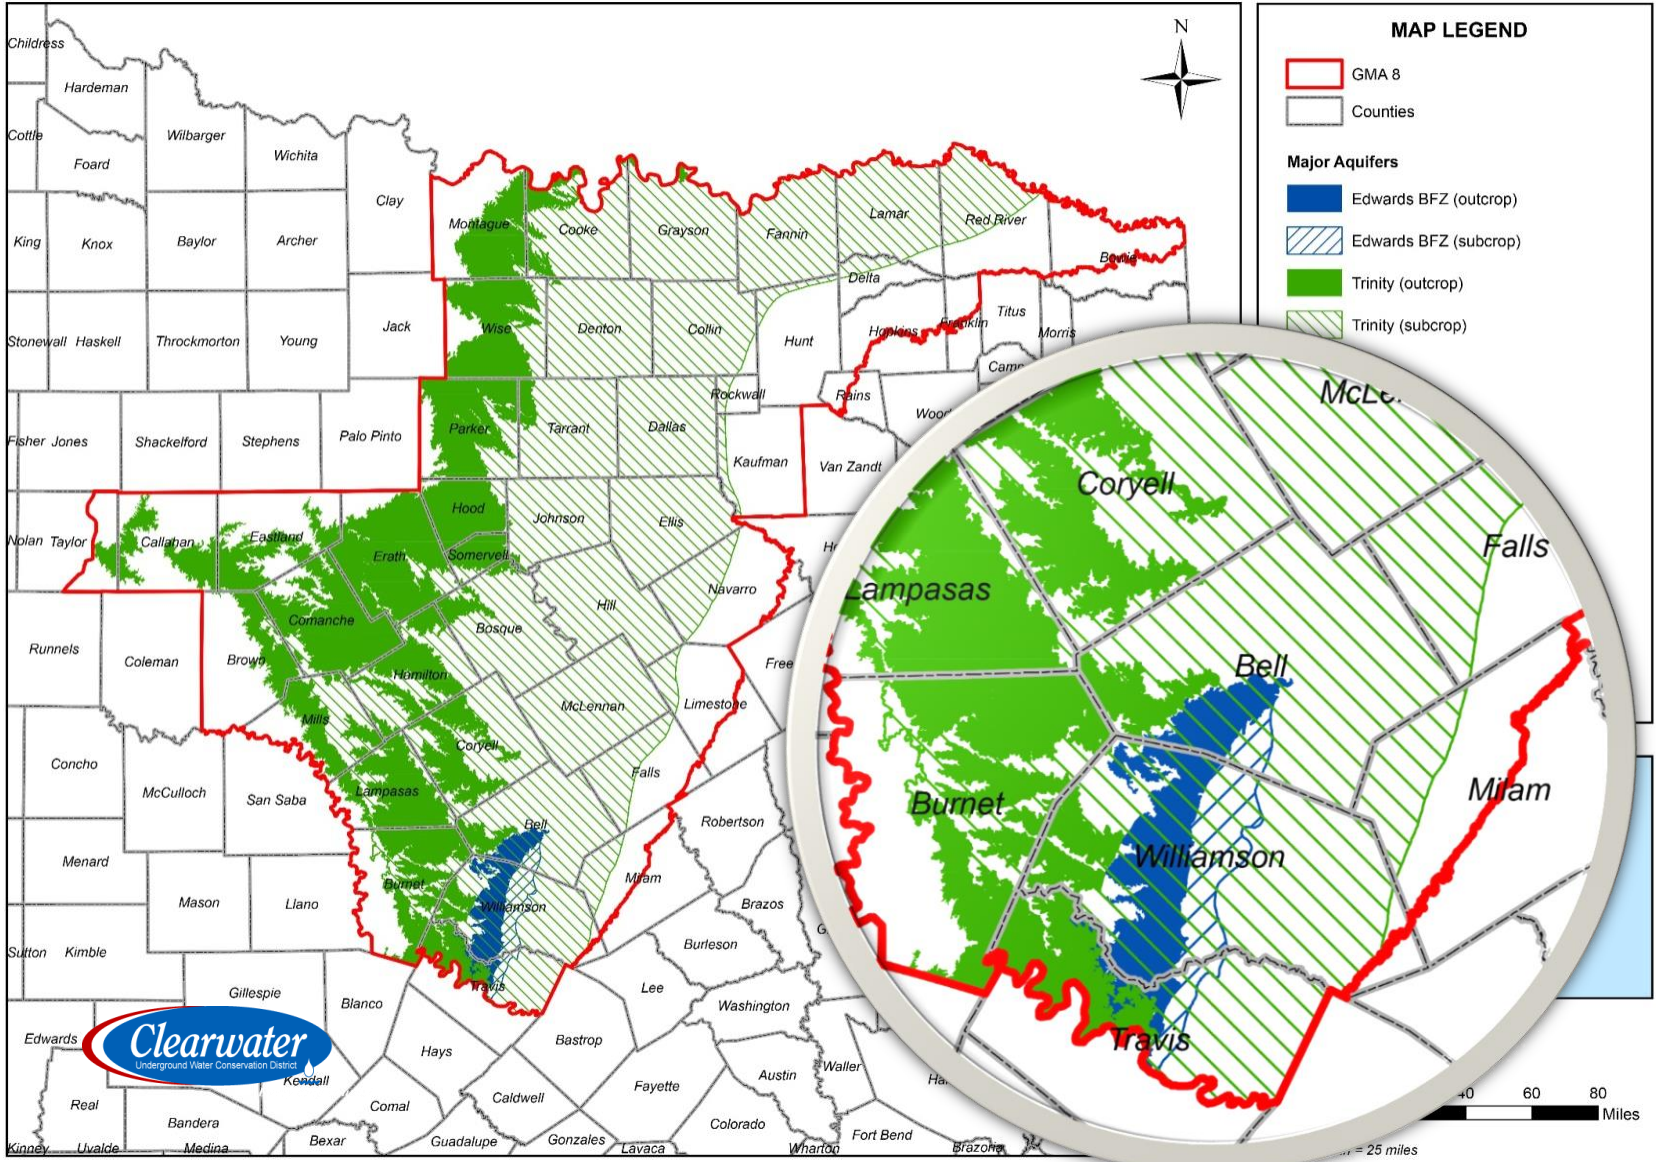 Childress
Hardeman
Cottle
Foard
Wilbarger
Wichita
Clay
King
Knox
Baylor
Archer
Montague
Cooke
Grayson
Fannin
Lamar
Red River
Bowie
Delta
Stonewall
Haskell
Throckmorton
Young
Jack
Wise
Denton
Collin
Hunt
Hopkins
Franklin
Titus
Morris
Fisher
Jones
Shackelford
Stephens
Palo Pinto
Parker
Tarrant
Dallas
Rockwall
Kaufman
Rains
Van Zandt
Nolan
Taylor
Callahan
Eastland
Erath
Hood
Somervell
Johnson
Ellis
Navarro
Runnels
Coleman
Brown
Comanche
Hamilton
Bosque
Hill
McLennan
Limestone
Concho
McCulloch
San Saba
Mills
Lampasas
Coryell
Falls
Bell
Robertson
Menard
Mason
Llano
Burnet
Williamson
Milam
Brazos
Sutton
Kimble
Gillespie
Blanco
Travis
Lee
Burleson
Washington
Edwards
Kendall
Hays
Bastrop
Real
Bandera
Comal
Caldwell
Fayette
Austin
Waller
Kinney
Uvalde
Medina
Bexar
Guadalupe
Gonzales
Lavaca
Colorado
Wharton
Fort Bend
Brazoria
Clearwater
Underground Water Conservation District
N
MAP LEGEND
GMA 8
Counties
Major Aquifers
Edwards BFZ (outcrop)
Edwards BFZ (subcrop)
Trinity (outcrop)
Trinity (subcrop)
Coryell
Lampasas
Falls
Bell
Burnet
Milam
Williamson
Travis
60 80
Miles
= 25 miles